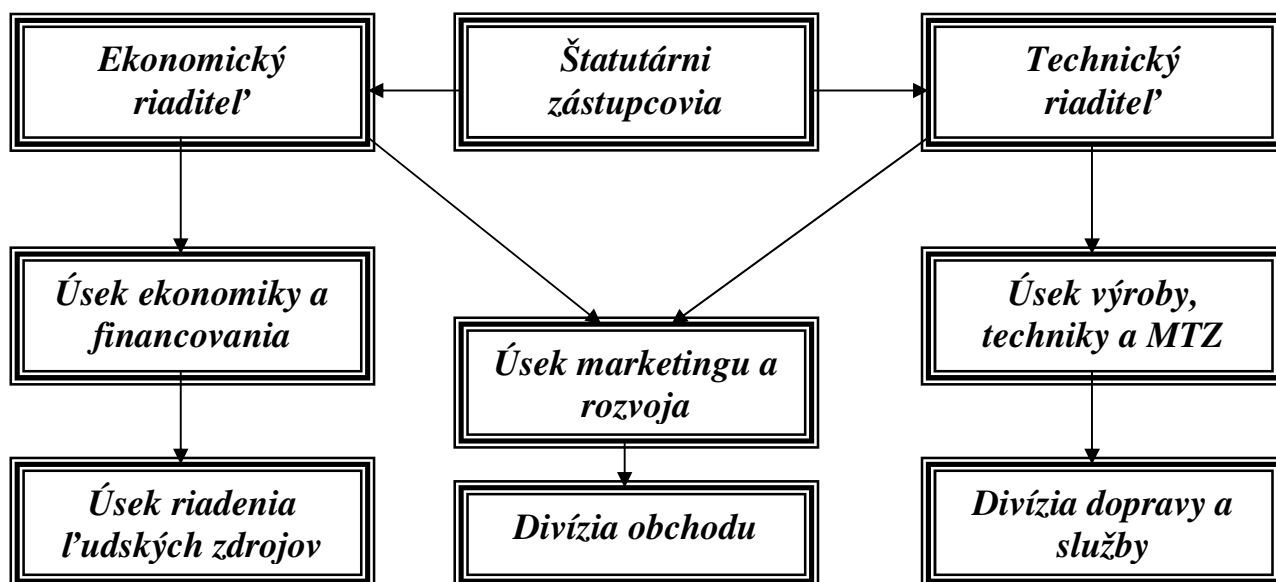 Ekonomický
riaditeľ
Štatutárni
zástupcovia
Technický
riaditeľ
Úsek ekonomiky a
financovania
Úsek marketingu a
rozvoja
Úsek výroby,
techniky a MTZ
Úsek riadenia
ľudských zdrojov
Divízia obchodu
Divízia dopravy a
služby